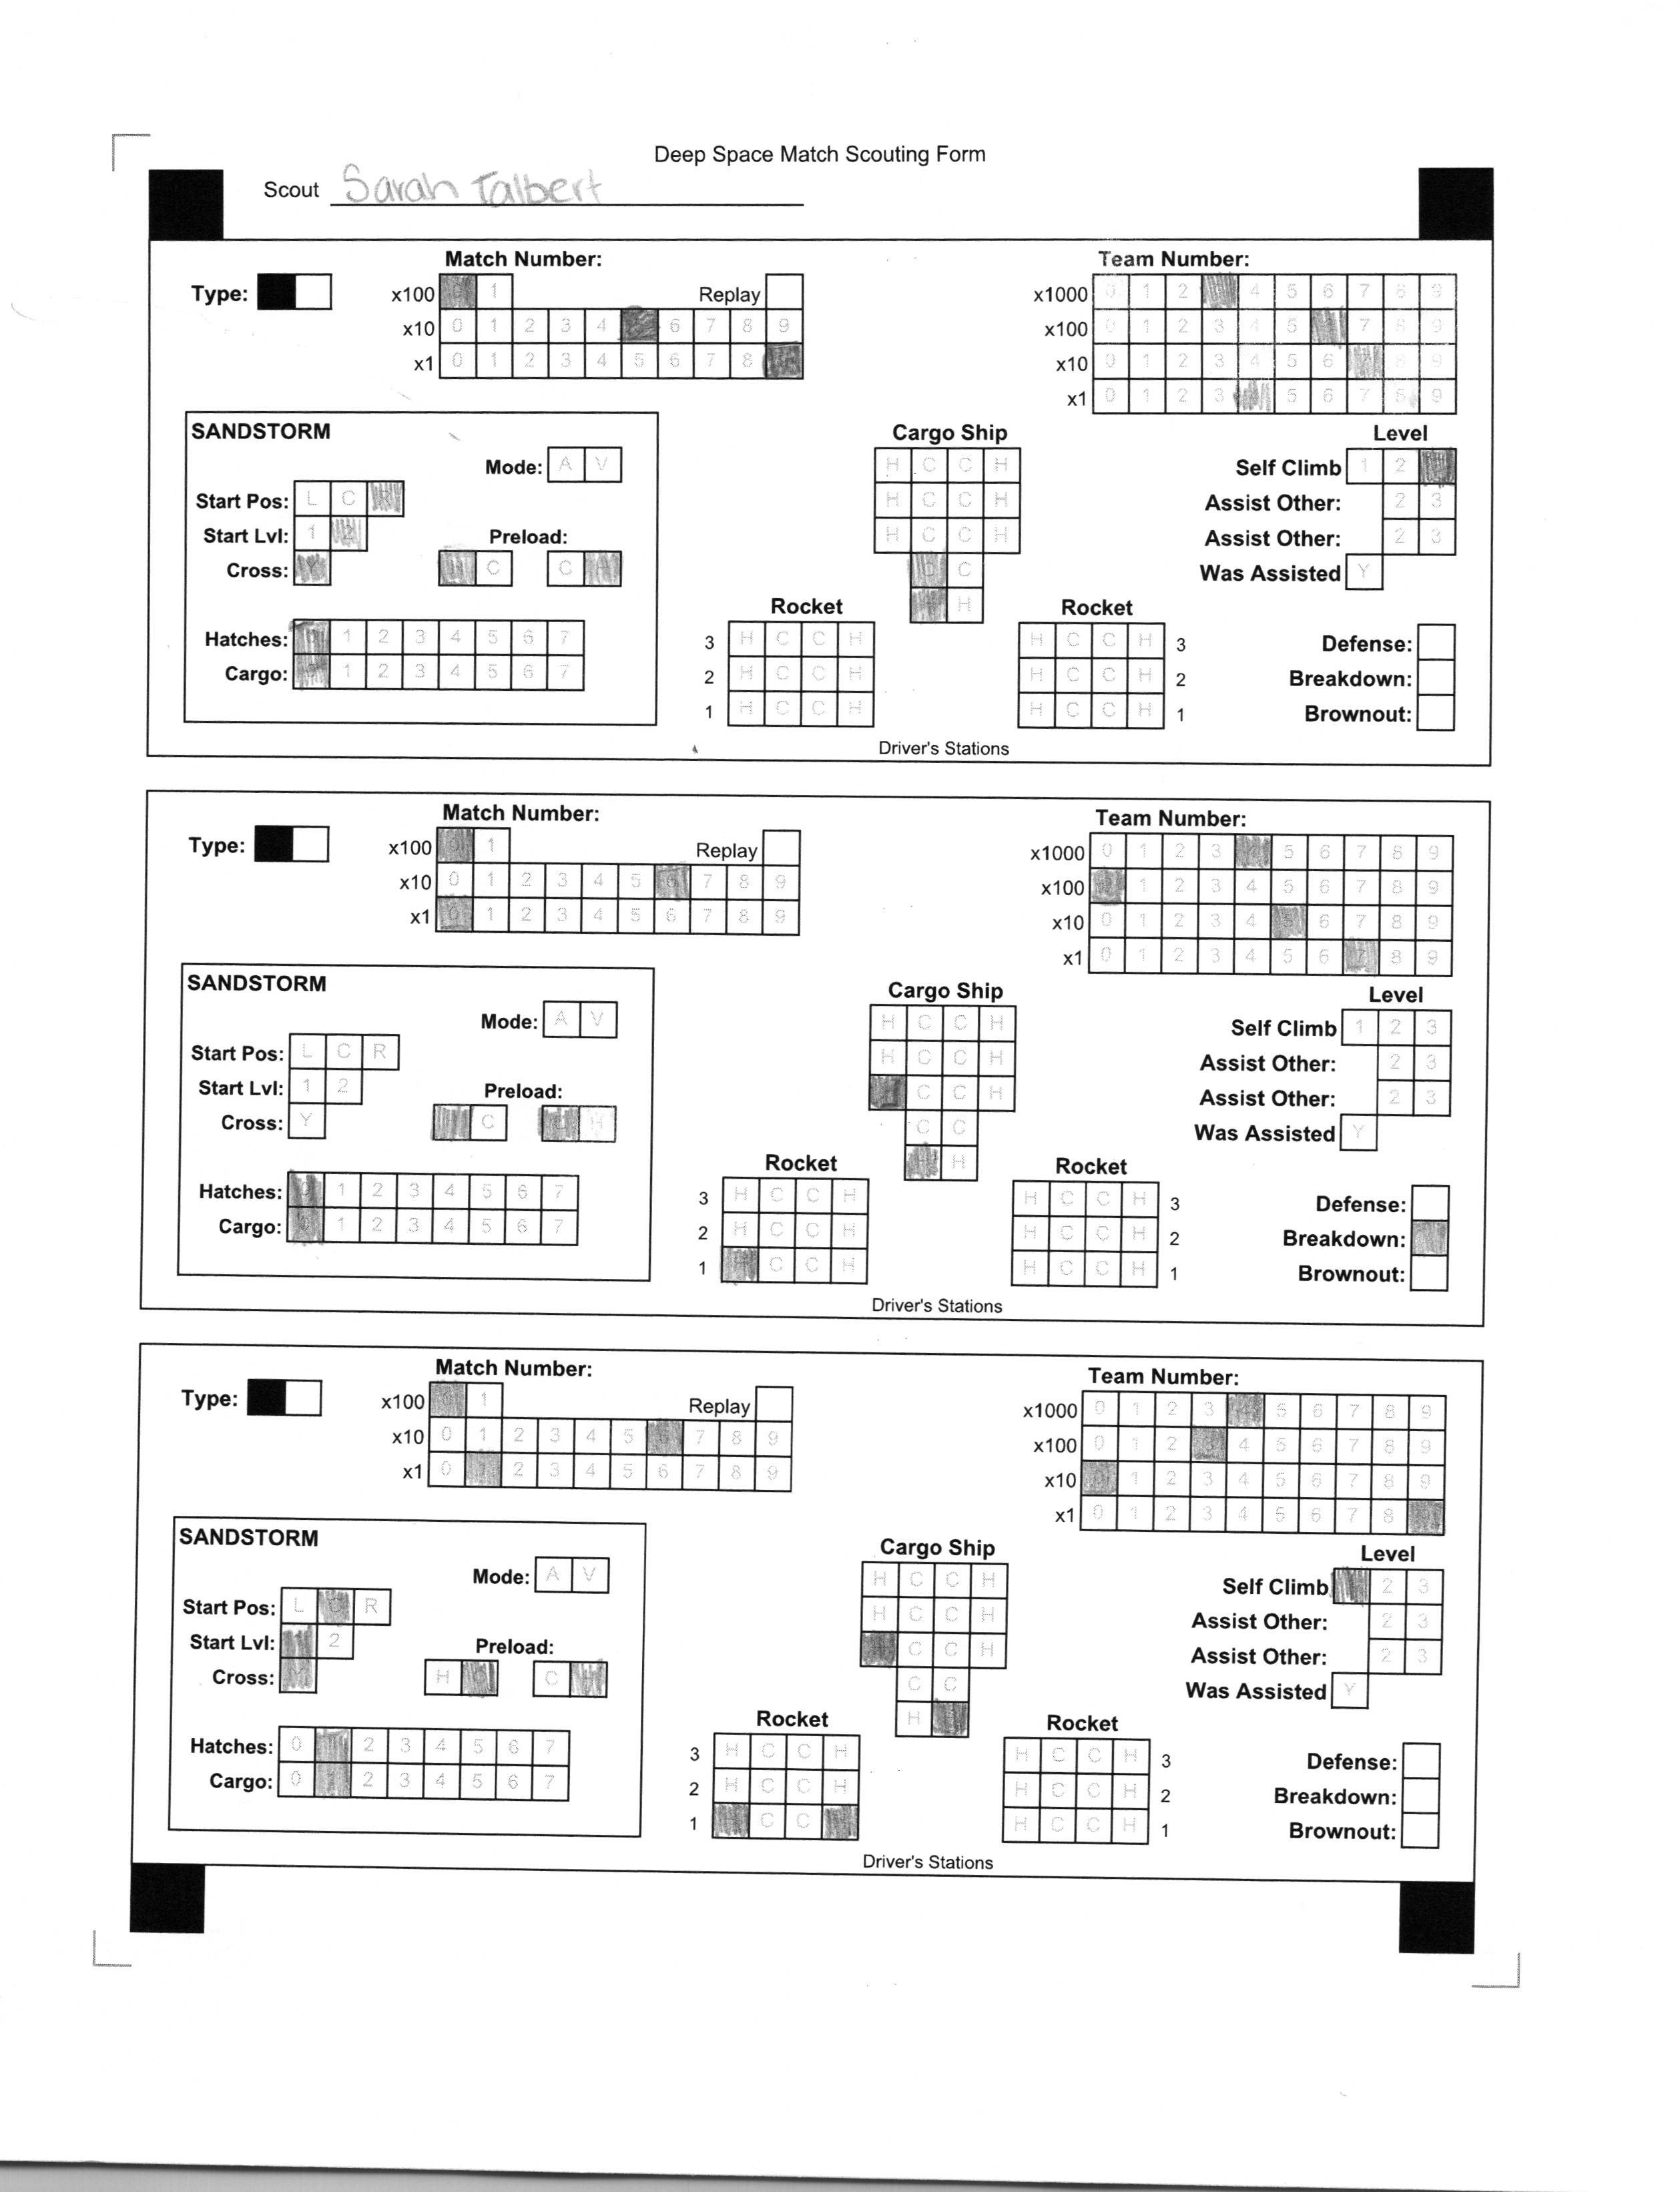 Deep Space Match Scouting Form
Scout Sarah Talbert
Match Number: Team Number:
Type: x100 1 Replay x1000 0 1 2 4 5 6 7 8 9
x10 0 1 2 3 4 6 7 8 9 x100 0 1 2 3 4 5 7 8 9
x1 0 1 2 3 4 5 6 7 8 x10 0 1 2 3 4 5 6 8 9
x1 0 1 2 3 5 6 7 8 9
SANDSTORM Cargo Ship Level
Mode: A V H C C H Self Climb 1 2
Start Pos: L C H C C H Assist Other: 2 3
Start Lvl: 1 2 Preload: H C C H Assist Other: 2 3
Cross: Y H C C H C C Was Assisted Y
H
Rocket Rocket
Hatches: 1 2 3 4 5 6 7 3 H C C H H C C H 3 Defense:
Cargo: 1 2 3 4 5 6 7 2 H C C H H C C H 2 Breakdown:
1 H C C H H C C H 1 Brownout:
Driver's Stations
Match Number: Team Number:
Type: x100 0 1 Replay x1000 0 1 2 3 5 6 7 8 9
x10 0 1 2 3 4 5 6 7 8 9 x100 1 2 3 4 5 6 7 8 9
x1 0 1 2 3 4 5 6 7 8 9 x10 0 1 2 3 4 5 6 7 8 9
x1 0 1 2 3 4 5 6 7 8 9
SANDSTORM Cargo Ship Level
Mode: A V H C C H Self Climb 1 2 3
Start Pos: L C R H C C H Assist Other: 2 3
Start Lvl: 1 2 Preload: C C H Assist Other: 2 3
Cross: Y C H C C Was Assisted Y
H H
Rocket Rocket
Hatches: 1 2 3 4 5 6 7 3 H C C H H C C H 3 Defense:
Cargo: 0 1 2 3 4 5 6 7 2 H C C H H C C H 2 Breakdown:
1 C C H H C C H 1 Brownout:
Driver's Stations
Match Number: Team Number:
Type: x100 0 1 Replay x1000 0 1 2 3 5 6 7 8 9
x10 0 1 2 3 4 5 6 7 8 9 x100 0 1 2 3 4 5 6 7 8 9
x1 0 1 2 3 4 5 6 7 8 9 x10 0 1 2 3 4 5 6 7 8 9
x1 0 1 2 3 4 5 6 7 8
SANDSTORM Cargo Ship Level
Mode: A V H C C H Self Climb 2 3
Start Pos: L C R H C C H Assist Other: 2 3
Start Lvl: 2 Preload: C C H Assist Other: 2 3
Cross: Y H C H C C Was Assisted Y
H
Rocket Rocket
Hatches: 0 2 3 4 5 6 7 3 H C C H H C C H 3 Defense:
Cargo: 0 1 2 3 4 5 6 7 2 H C C H H C C H 2 Breakdown:
1 C C H C C H 1 Brownout:
Driver's Stations